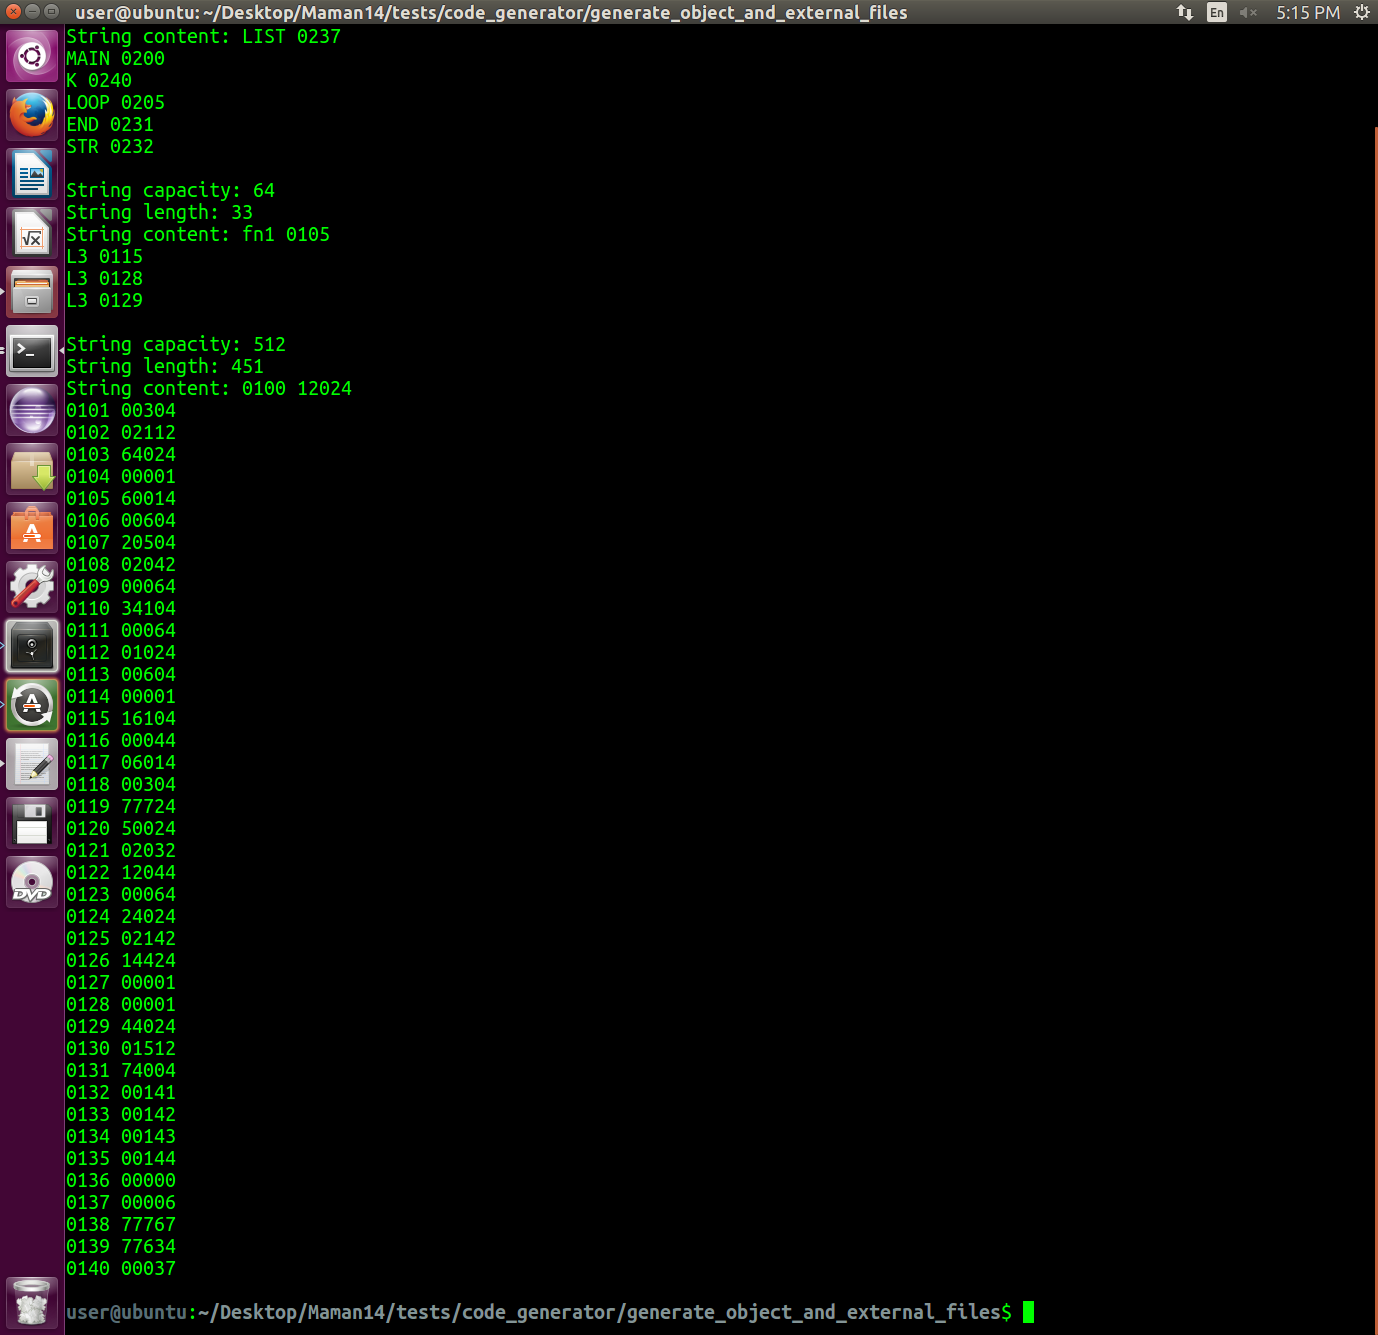 user@ubuntu: ~/Desktop/Maman14/tests/code_generator/generate_object_and_external_files
En
5:15 PM
String content: LIST 0237
MAIN 0200
K 0240
LOOP 0205
END 0231
STR 0232
String capacity: 64
String length: 33
String content: fn1 0105
L3 0115
L3 0128
L3 0129
String capacity: 512
String length: 451
String content: 0100 12024
0101 00304
0102 02112
0103 64024
0104 00001
0105 60014
0106 00604
0107 20504
0108 02042
0109 00064
0110 34104
0111 00064
0112 01024
0113 00604
0114 00001
0115 16104
0116 00044
0117 06014
0118 00304
0119 77724
0120 50024
0121 02032
0122 12044
0123 00064
0124 24024
0125 02142
0126 14424
0127 00001
0128 00001
0129 44024
0130 01512
0131 74004
0132 00141
0133 00142
0134 00143
0135 00144
0136 00000
0137 00006
0138 77767
0139 77634
0140 00037
user@ubuntu:~/Desktop/Maman14/tests/code_generator/generate_object_and_external_files$
DVD